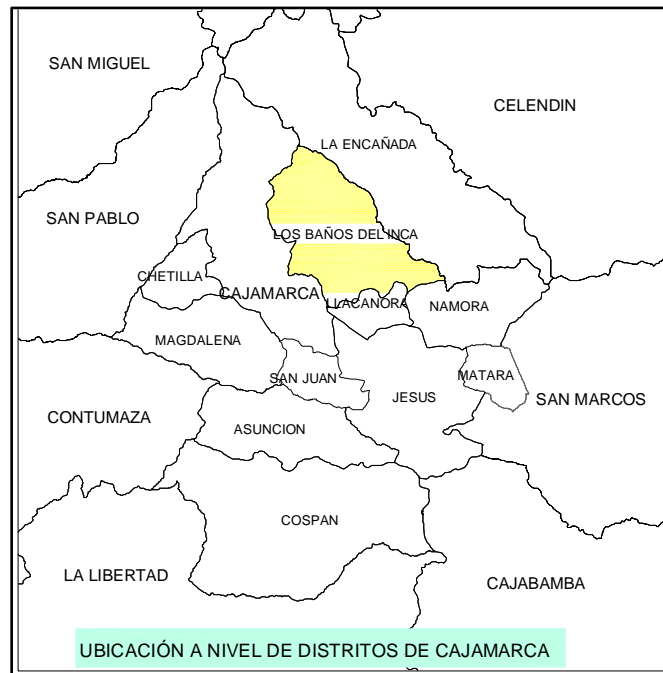 SAN MIGUEL
CELENDIN
LA ENCAÑADA
SAN PABLO
LOS BAÑOS DEL INCA
CHETILLA
CAJAMARCA
LLACANORA
NAMORA
MAGDALENA
SAN JUAN
MATARA
JESUS
SAN MARCOS
CONTUMAZA
ASUNCION
COSPAN
LA LIBERTAD
CAJABAMBA
UBICACIÓN A NIVEL DE DISTRITOS DE CAJAMARCA